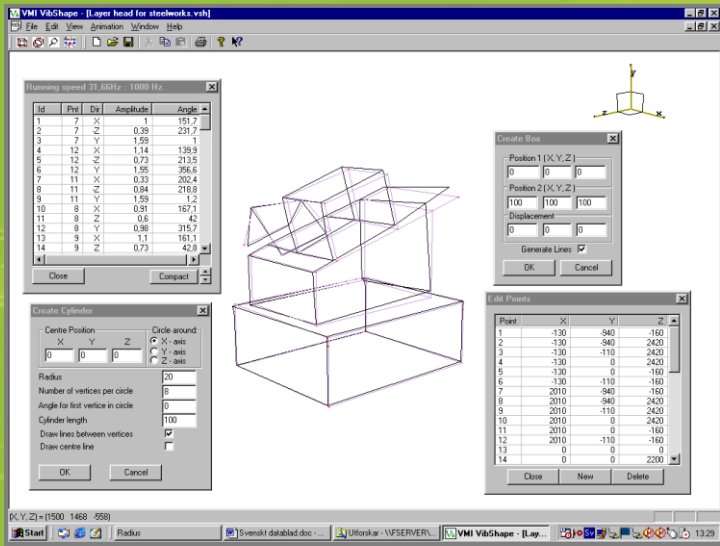 VMI VibShape - [Layer head for steelworks.vsh]
File Edit View Animation Window Help
Running speed 31,66Hz : 1000 Hz.
Id Pnt Dir Amplitude Angle
1 7 X 1 151,7
2 7 -Z 0,39 231,7
3 7 Y 1,59 1
4 12 X 1,14 139,9
5 12 -Z 0,73 213,5
6 12 Y 1,55 356,6
7 11 X 0,33 202,4
8 11 -Z 0,84 218,8
9 11 Y 1,59 1,2
10 8 X 0,91 167,1
11 8 Z 0,6 42
12 8 Y 0,98 315,7
13 9 X 1,1 161,1
14 9 Z 0,73 42,8
Close Compact
Y
Z X
Create Box
Position 1 ( X, Y, Z )
0 0 0
Position 2 ( X, Y, Z )
100 100 100
Displacement
0 0 0
Generate Lines
OK Cancel
Create Cylinder
Centre Position
X Y Z
0 0 0
Circle around:
X - axis
Y - axis
Z - axis
Radius 20
Number of vertices per circle 8
Angle for first vertice in circle 0
Cylinder length 100
Draw lines between vertices
Draw centre line
OK Cancel
Edit Points
Point X Y Z
1 -130 -940 -160
2 -130 -940 2420
3 -130 -110 2420
4 -130 0 2420
5 -130 0 -160
6 -130 -110 -160
7 2010 -940 -160
8 2010 -940 2420
9 2010 -110 2420
10 2010 0 2420
11 2010 0 -160
12 2010 -110 -160
13 0 0 0
14 0 0 2200
Close New Delete
(X, Y, Z) = (1500 1468 -558)
Start
Radius
Svenskt datablad.doc - ...
Utforskar - \\FSERVER\...
VMI VibShape - [Lay...
Sv
13:29